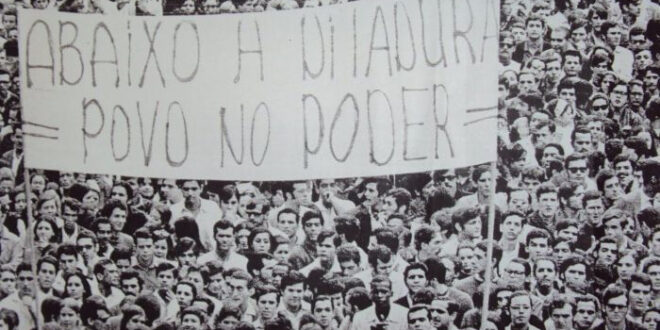 ABAIXO A DITADURA
= POVO NO PODER =